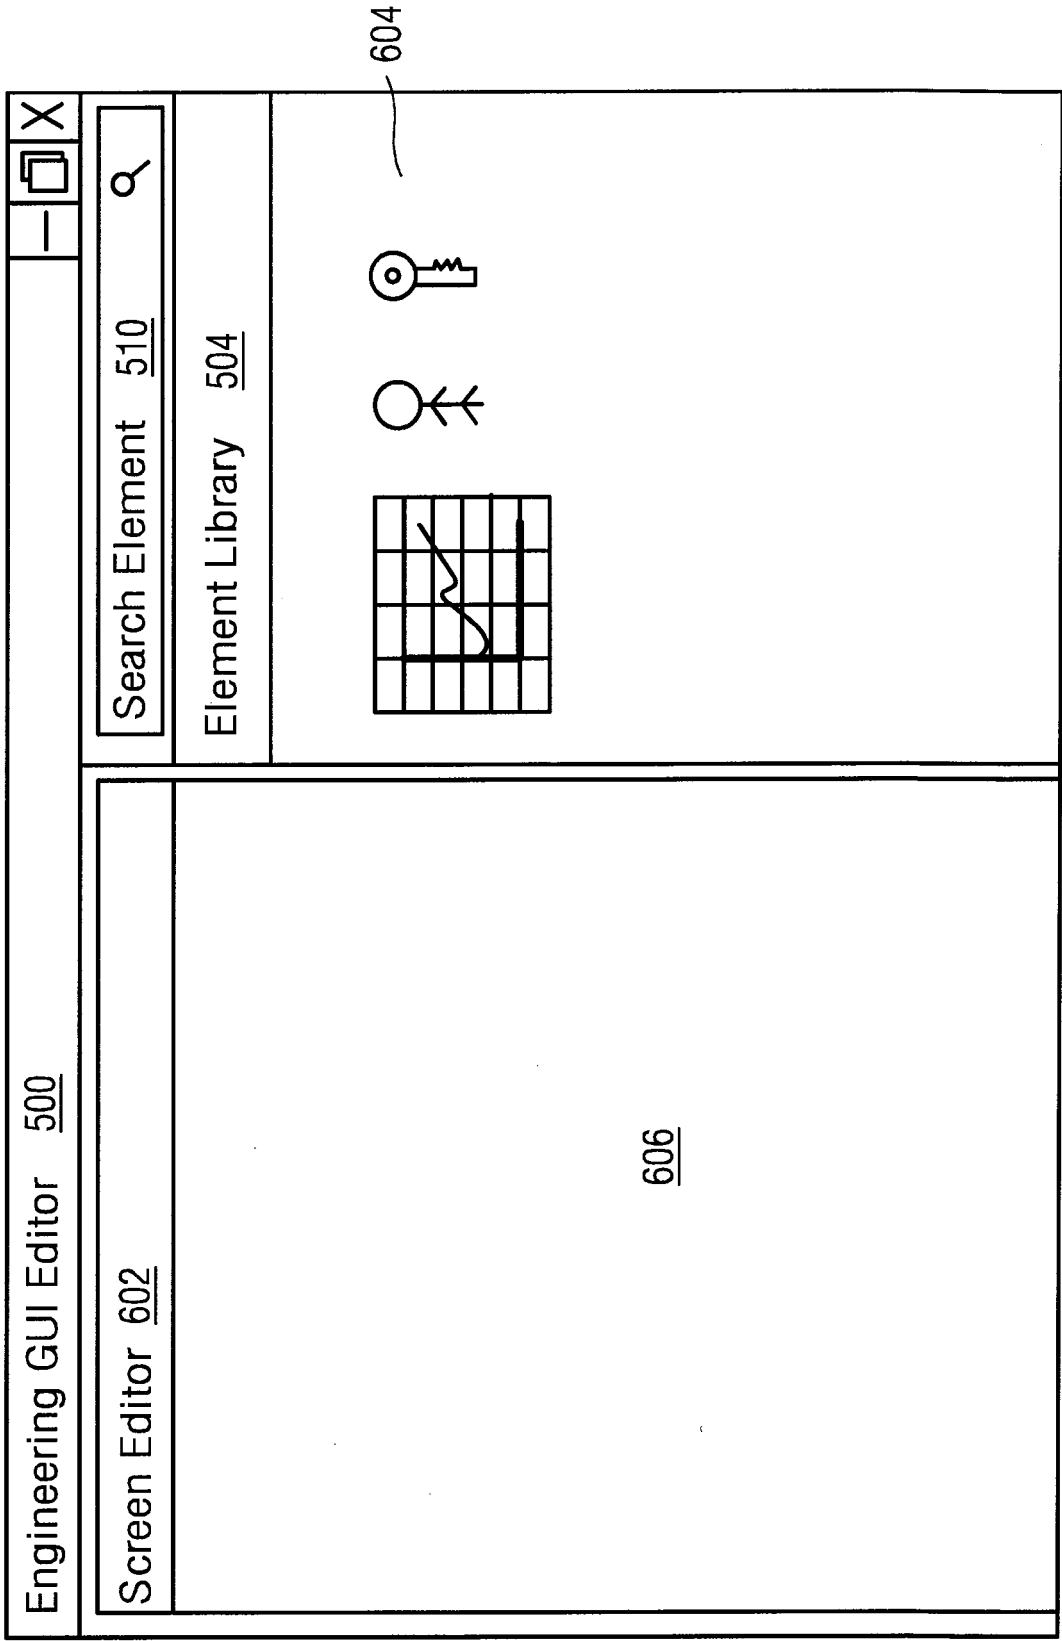 Engineering GUI Editor 500
Screen Editor 602
Search Element 510
Element Library 504
604
606